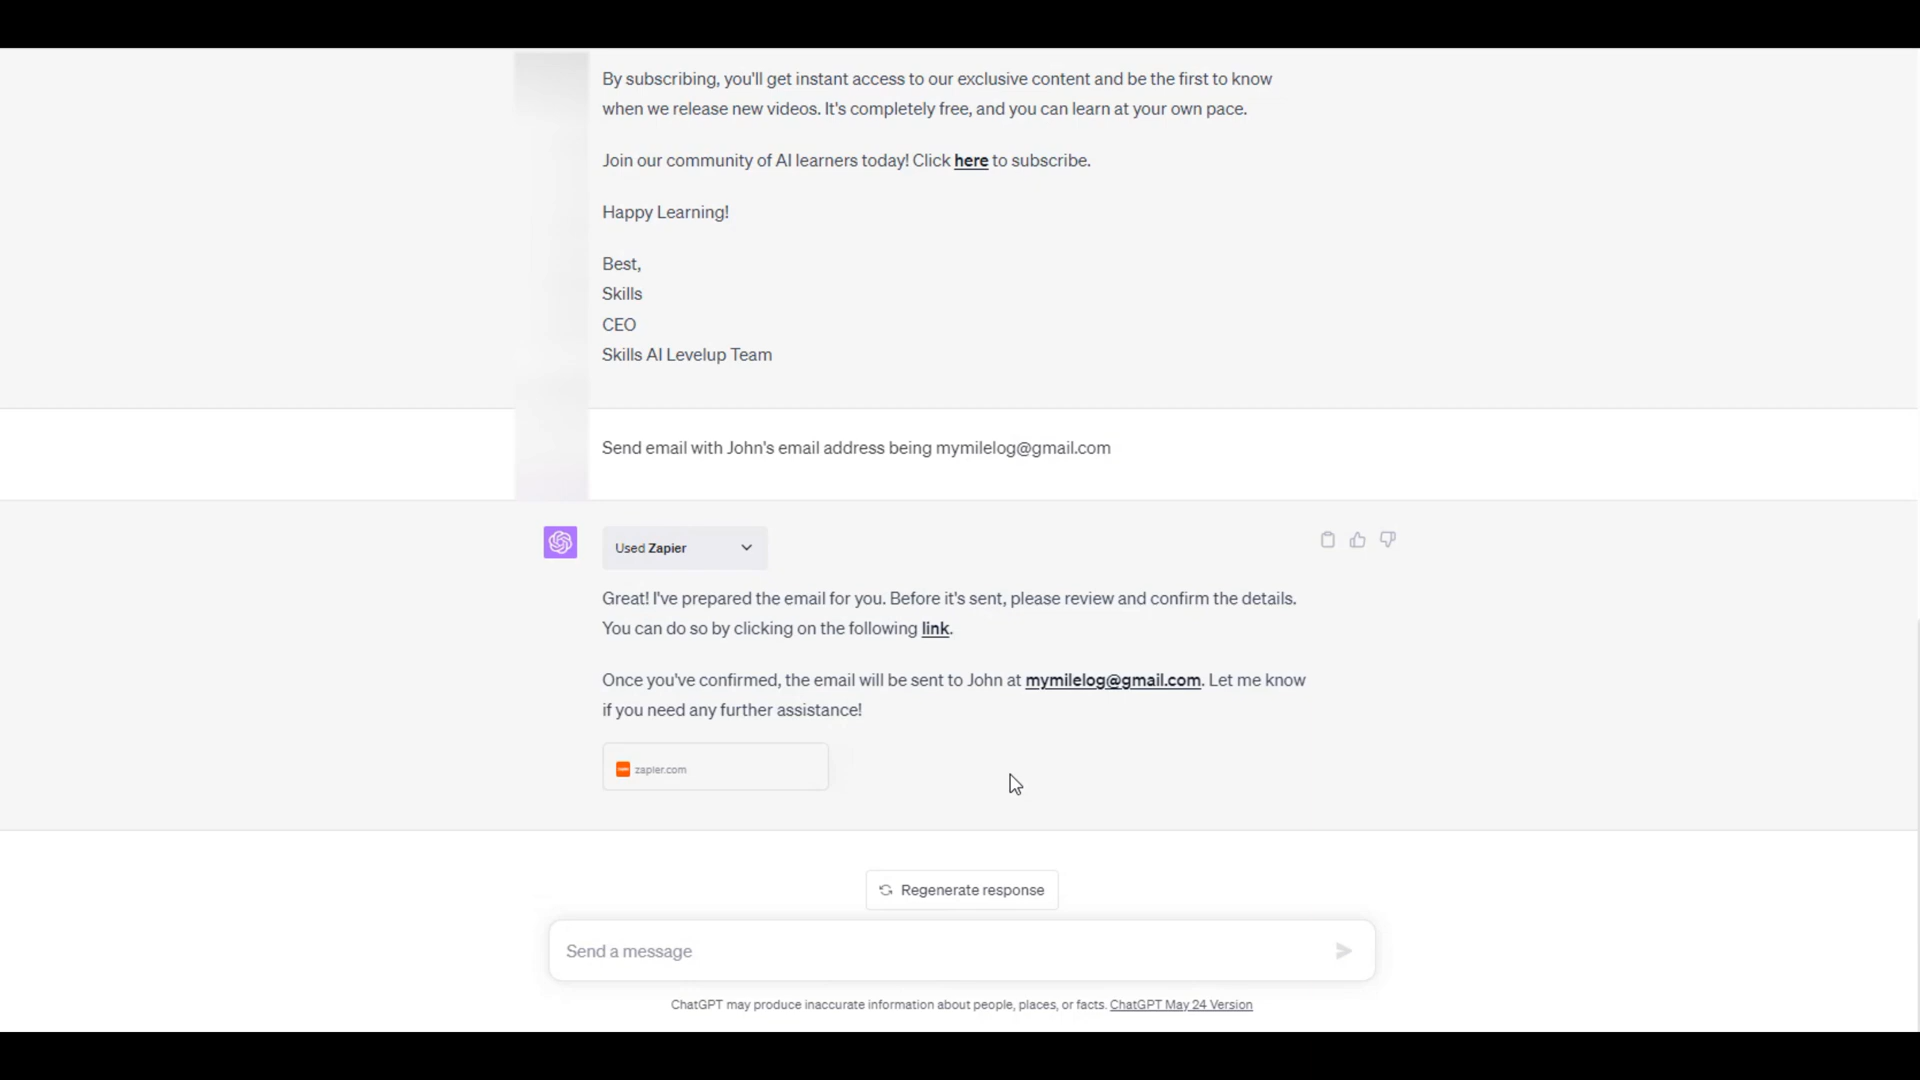 By subscribing, you'll get instant access to our exclusive content and be the first to know
when we release new videos. It's completely free, and you can learn at your own pace.
Join our community of AI learners today! Click here to subscribe.
Happy Learning!
Best,
Skills
CEO
Skills AI Levelup Team
Send email with John's email address being mymilelog@gmail.com
Used Zapier
Great! I've prepared the email for you. Before it's sent, please review and confirm the details.
You can do so by clicking on the following link.
Once you've confirmed, the email will be sent to John at mymilelog@gmail.com. Let me know
if you need any further assistance!
zapier.com
Regenerate response
Send a message
ChatGPT may produce inaccurate information about people, places, or facts. ChatGPT May 24 Version